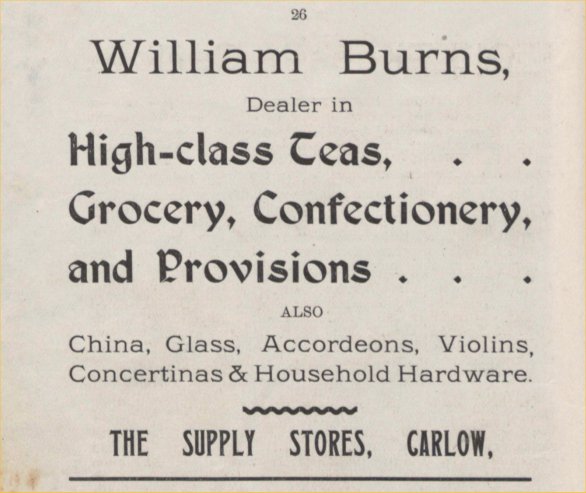 26
William Burns,
Dealer in
High-class Teas, . .
Grocery, Confectionery,
and Provisions . . .
ALSO
China, Glass, Accordeons, Violins,
Concertinas & Household Hardware.
THE SUPPLY STORES, CARLOW,